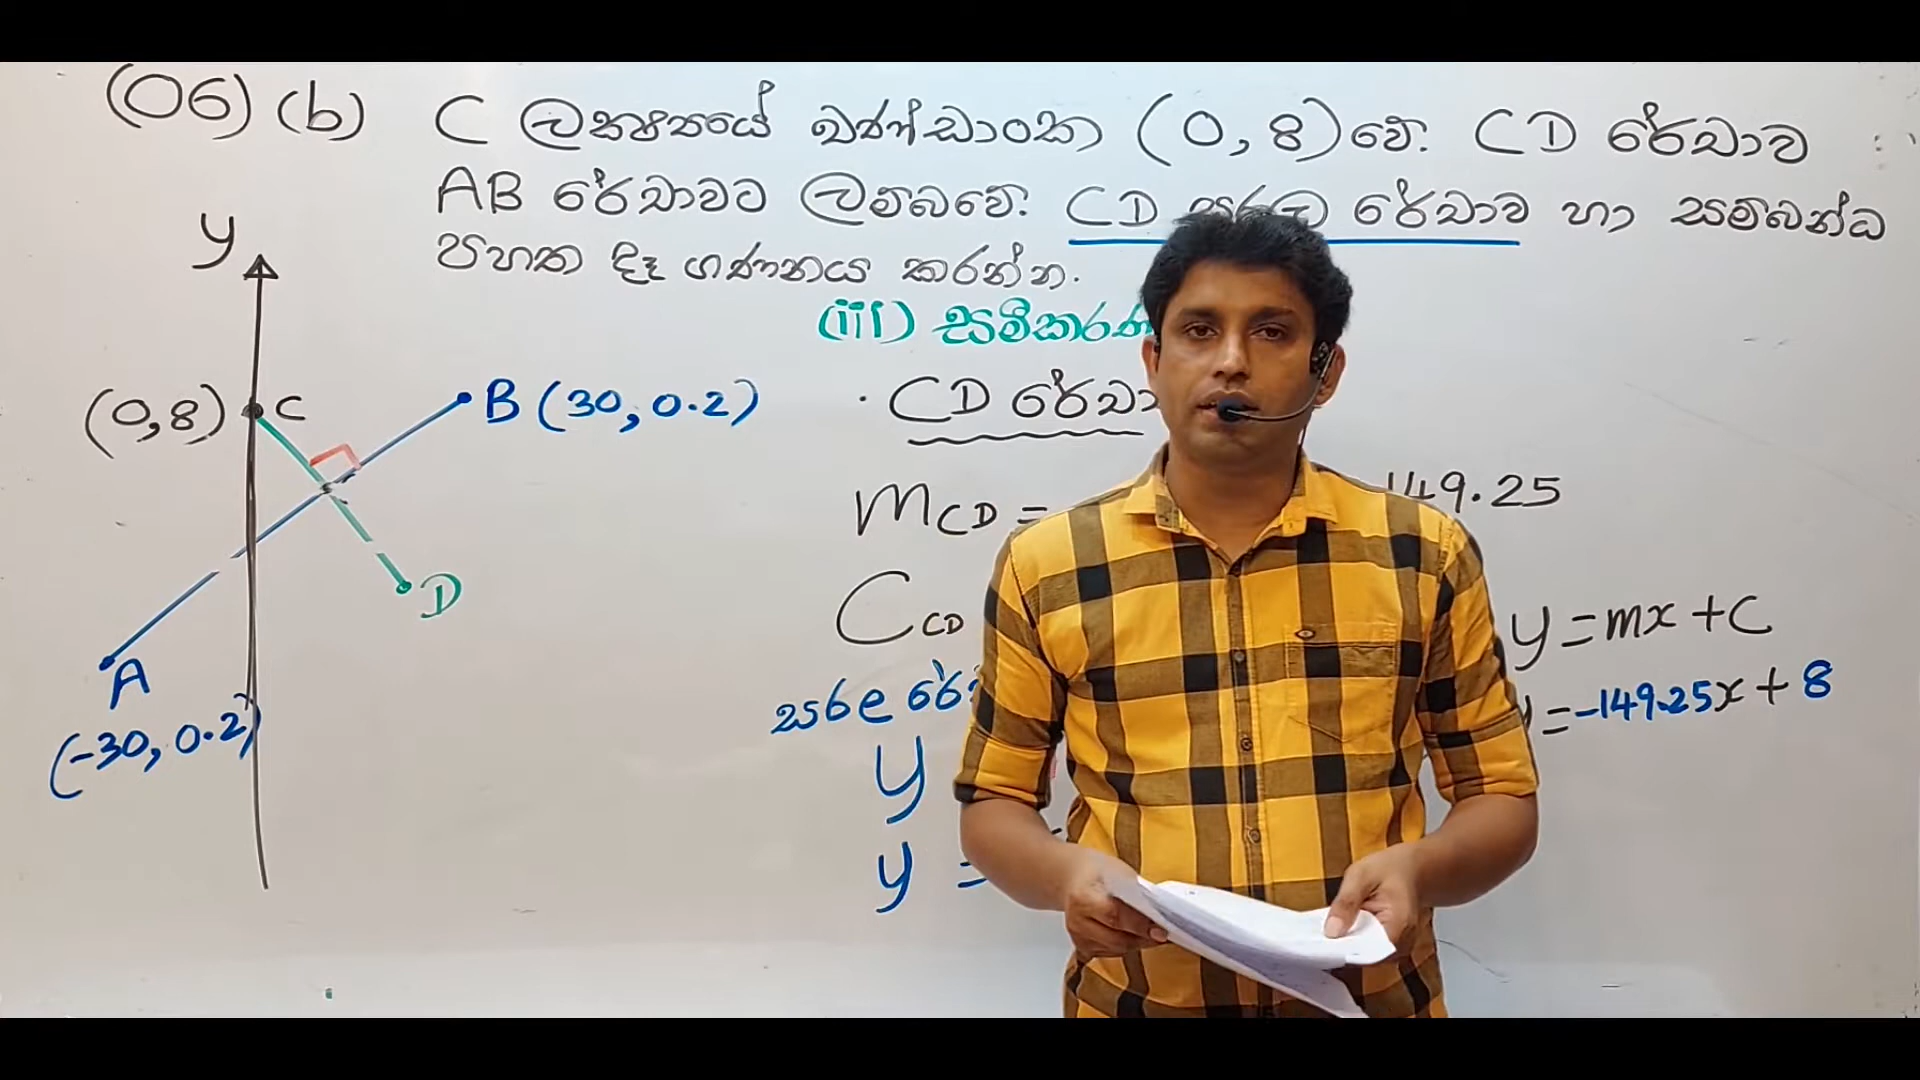 (06) (b) C ලක්ෂ්‍යයේ ඛණ්ඩාංක (0, 8) වේ. CD රේඛාව
AB රේඛාවට ලම්බවේ. CD සරල රේඛාව හා සම්බන්ධ
පහත දෑ ගණනය කරන්න.
y
(iii) සමීකරණ
(0,8) C
B (30, 0.2)
CD
m CD =
149.25
D
C CD
y = mx + c
A
සරල
= -149.25x + 8
(-30, 0.2)
y
y =